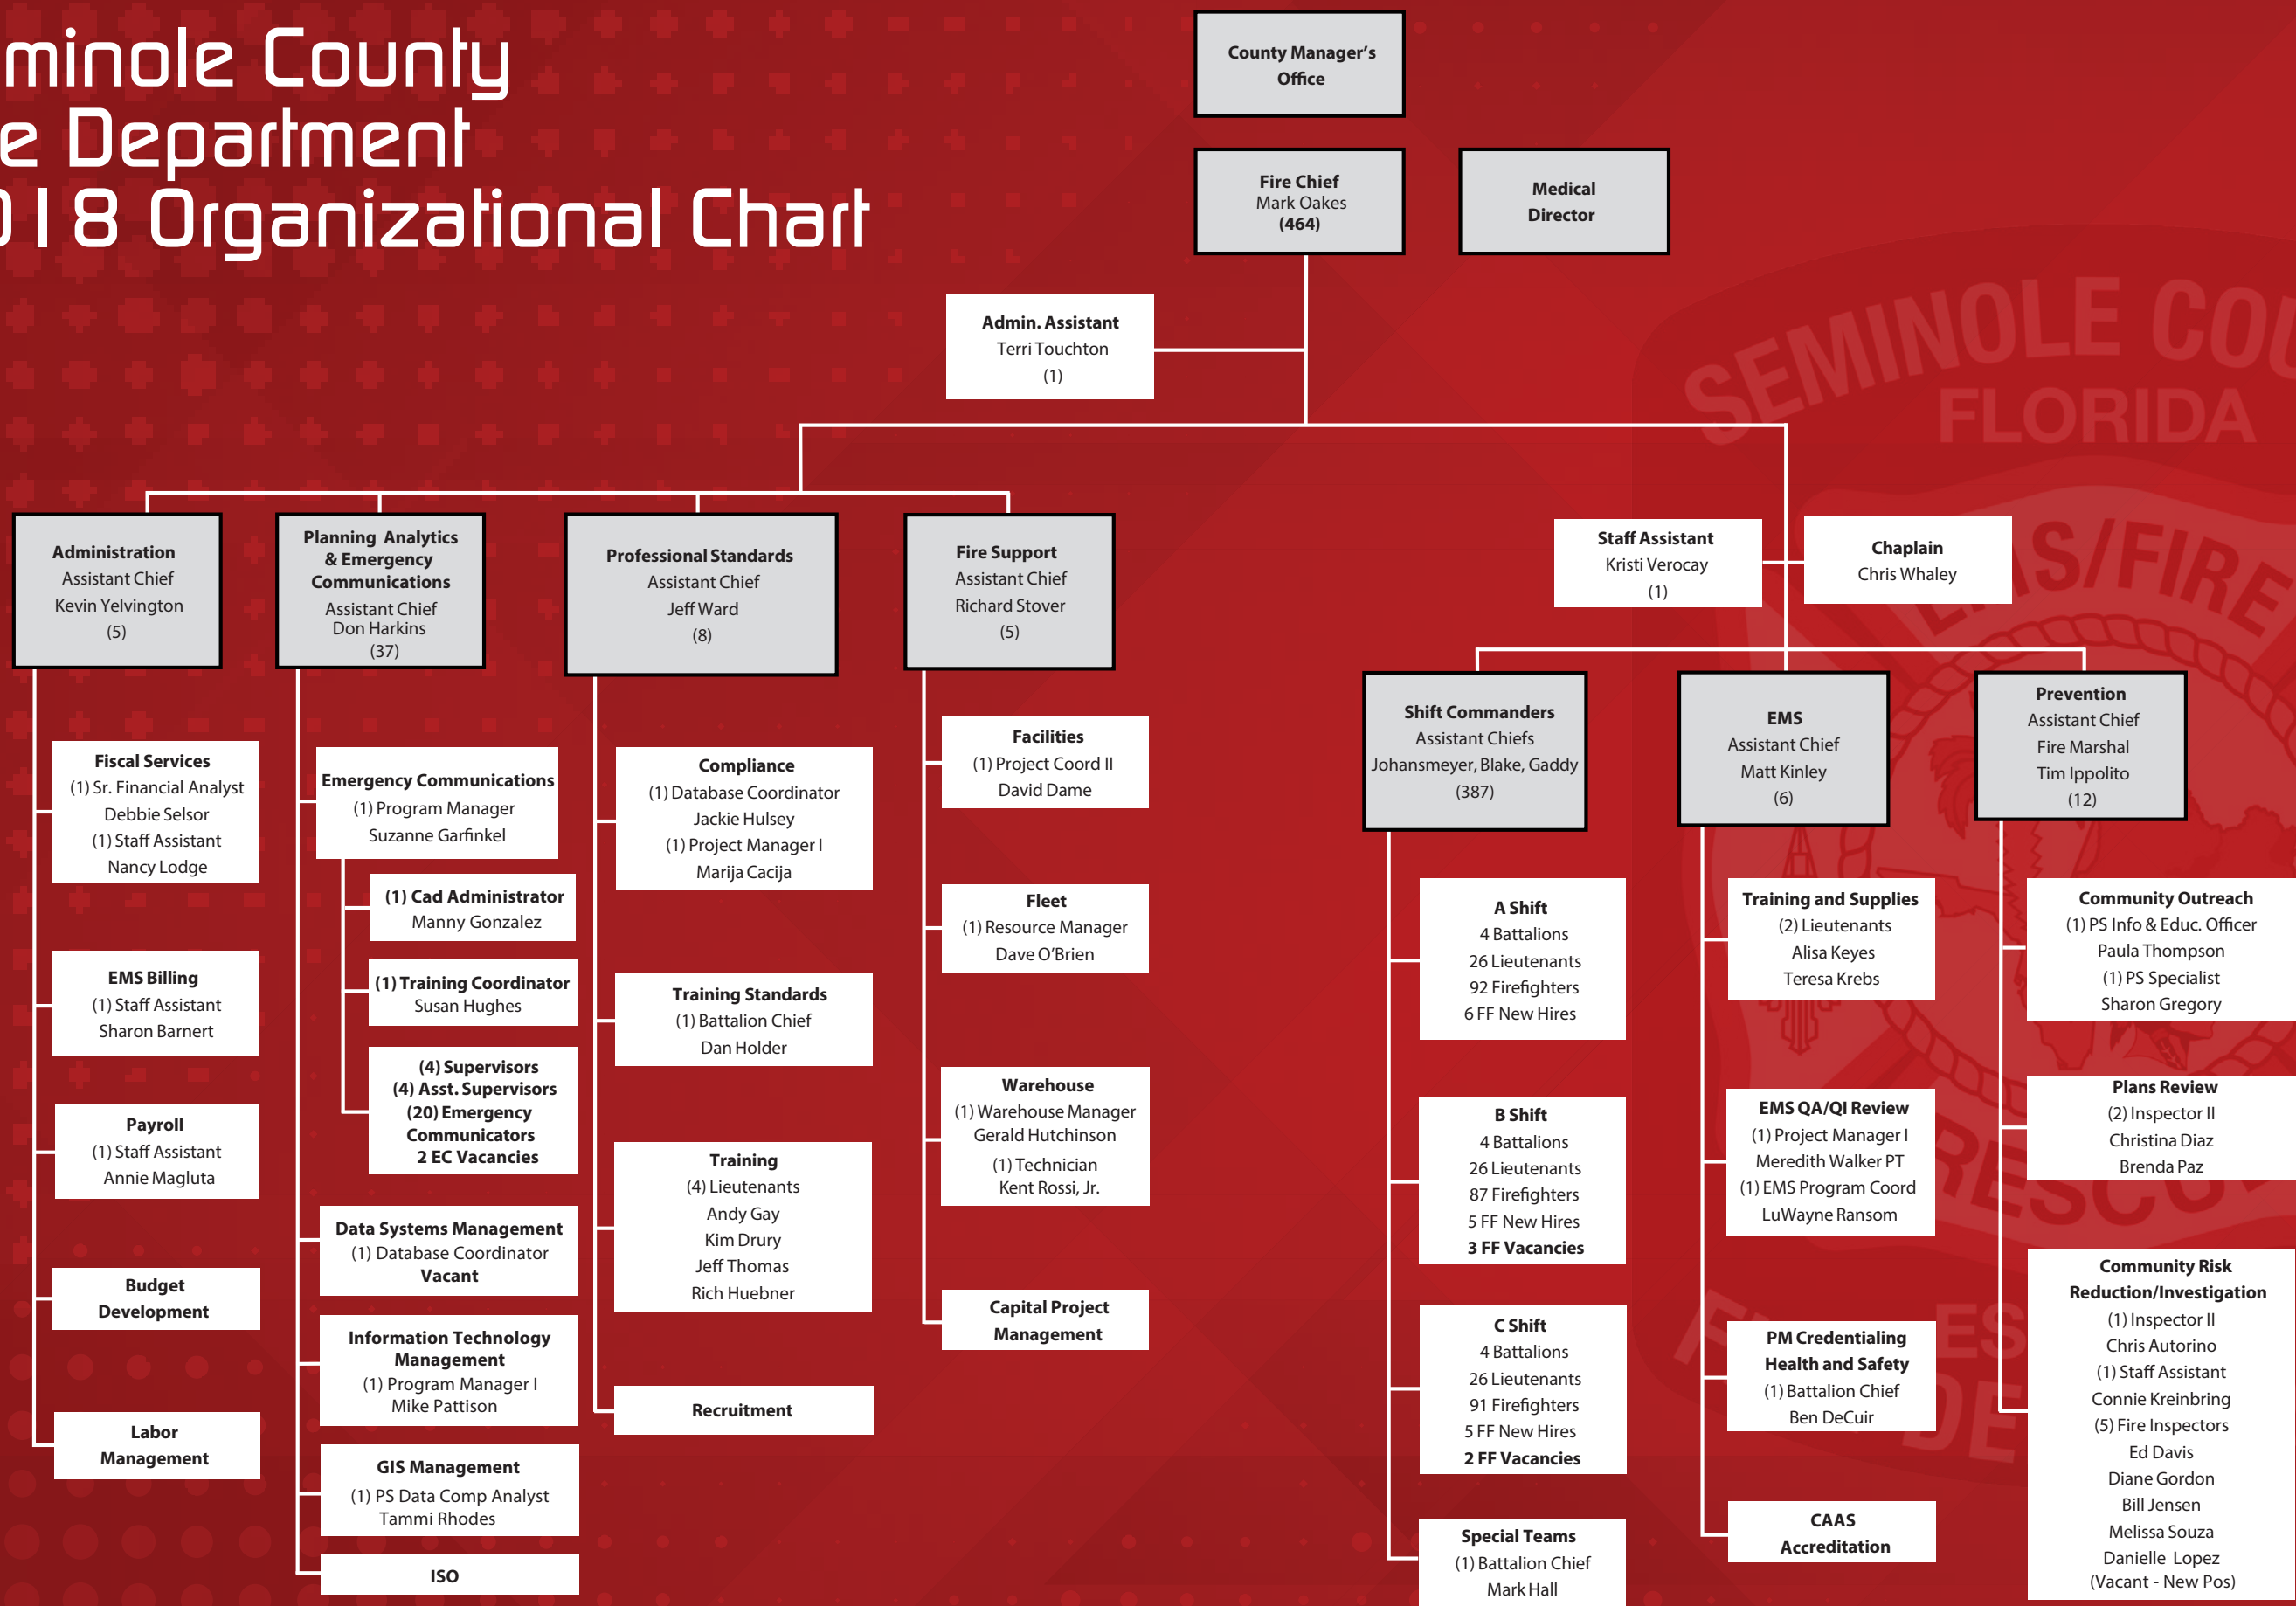 minole County
e Department
018 Organizational Chart
County Manager's
Office
Fire Chief
Mark Oakes
(464)
Medical
Director
Admin. Assistant
Terri Touchton
(1)
Administration
Assistant Chief
Kevin Yelvington
(5)
Fiscal Services
(1) Sr. Financial Analyst
Debbie Selsor
(1) Staff Assistant
Nancy Lodge
EMS Billing
(1) Staff Assistant
Sharon Barnert
Payroll
(1) Staff Assistant
Annie Magluta
Budget
Development
Labor
Management
Planning Analytics
& Emergency
Communications
Assistant Chief
Don Harkins
(37)
Emergency Communications
(1) Program Manager
Suzanne Garfinkel
(1) Cad Administrator
Manny Gonzalez
(1) Training Coordinator
Susan Hughes
(4) Supervisors
(4) Asst. Supervisors
(20) Emergency
Communicators
2 EC Vacancies
Data Systems Management
(1) Database Coordinator
Vacant
Information Technology
Management
(1) Program Manager I
Mike Pattison
GIS Management
(1) PS Data Comp Analyst
Tammi Rhodes
ISO
Professional Standards
Assistant Chief
Jeff Ward
(8)
Compliance
(1) Database Coordinator
Jackie Hulsey
(1) Project Manager I
Marija Cacija
Training Standards
(1) Battalion Chief
Dan Holder
Training
(4) Lieutenants
Andy Gay
Kim Drury
Jeff Thomas
Rich Huebner
Recruitment
Fire Support
Assistant Chief
Richard Stover
(5)
Facilities
(1) Project Coord II
David Dame
Fleet
(1) Resource Manager
Dave O'Brien
Warehouse
(1) Warehouse Manager
Gerald Hutchinson
(1) Technician
Kent Rossi, Jr.
Capital Project
Management
Staff Assistant
Kristi Verocay
(1)
Chaplain
Chris Whaley
Shift Commanders
Assistant Chiefs
Johansmeyer, Blake, Gaddy
(387)
A Shift
4 Battalions
26 Lieutenants
92 Firefighters
6 FF New Hires
B Shift
4 Battalions
26 Lieutenants
87 Firefighters
5 FF New Hires
3 FF Vacancies
C Shift
4 Battalions
26 Lieutenants
91 Firefighters
5 FF New Hires
2 FF Vacancies
Special Teams
(1) Battalion Chief
Mark Hall
EMS
Assistant Chief
Matt Kinley
(6)
Training and Supplies
(2) Lieutenants
Alisa Keyes
Teresa Krebs
EMS QA/QI Review
(1) Project Manager I
Meredith Walker PT
(1) EMS Program Coord
LuWayne Ransom
PM Credentialing
Health and Safety
(1) Battalion Chief
Ben DeCuir
CAAS
Accreditation
Prevention
Assistant Chief
Fire Marshal
Tim Ippolito
(12)
Community Outreach
(1) PS Info & Educ. Officer
Paula Thompson
(1) PS Specialist
Sharon Gregory
Plans Review
(2) Inspector II
Christina Diaz
Brenda Paz
Community Risk
Reduction/Investigation
(1) Inspector II
Chris Autorino
(1) Staff Assistant
Connie Kreinbring
(5) Fire Inspectors
Ed Davis
Diane Gordon
Bill Jensen
Melissa Souza
Danielle Lopez
(Vacant - New Pos)
SEMINOLE COU
FLORIDA
S/FIRE